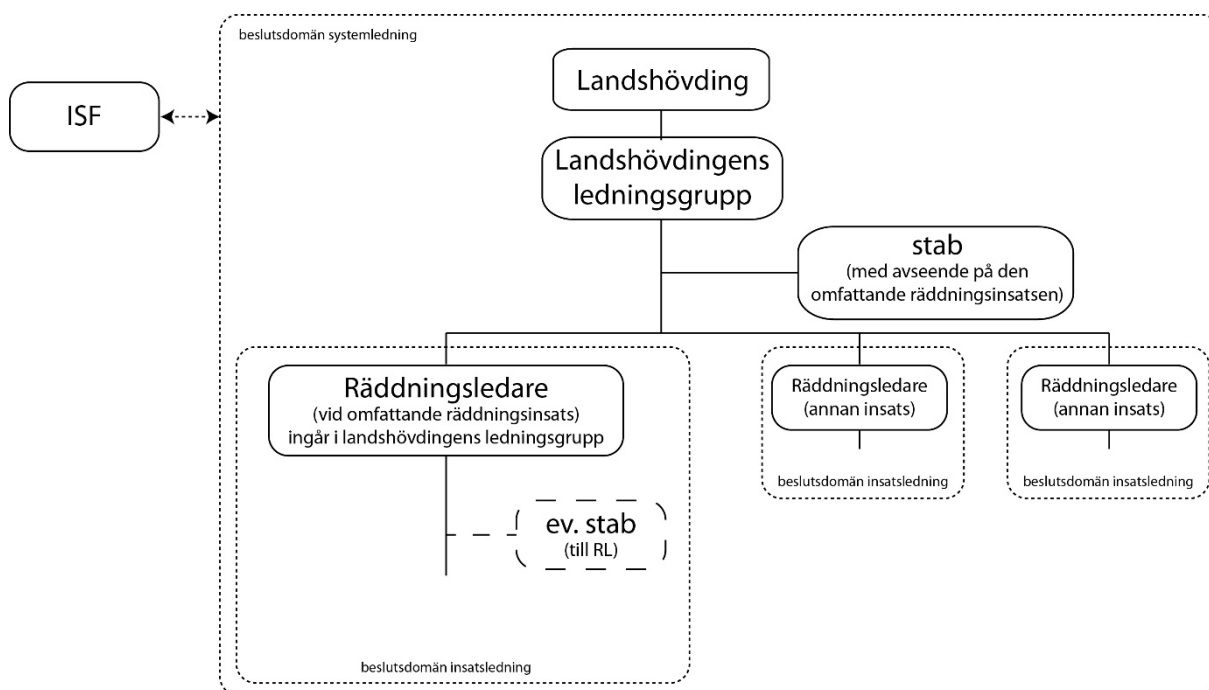 beslutsdomän systemledning
ISF
Landshövding
Landshövdingens
ledningsgrupp
stab
(med avseende på den
omfattande räddningsinsatsen)
Räddningsledare
(vid omfattande räddningsinsats)
ingår i landshövdingens ledningsgrupp
Räddningsledare
(annan insats)
Räddningsledare
(annan insats)
beslutsdomän insatsledning
beslutsdomän insatsledning
ev. stab
(till RL)
beslutsdomän insatsledning